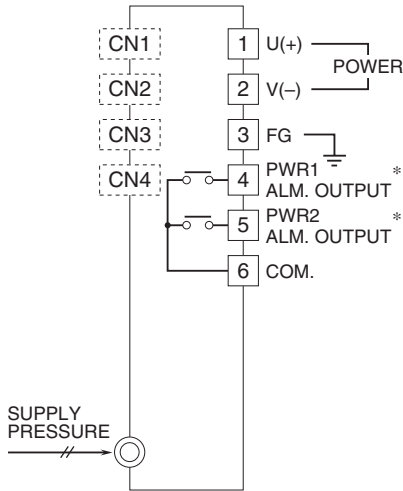 CN1
CN2
CN3
CN4
1 U(+)
POWER
2 V(–)
3 FG
4 PWR1 *
ALM. OUTPUT
5 PWR2 *
ALM. OUTPUT
6 COM.
SUPPLY
PRESSURE